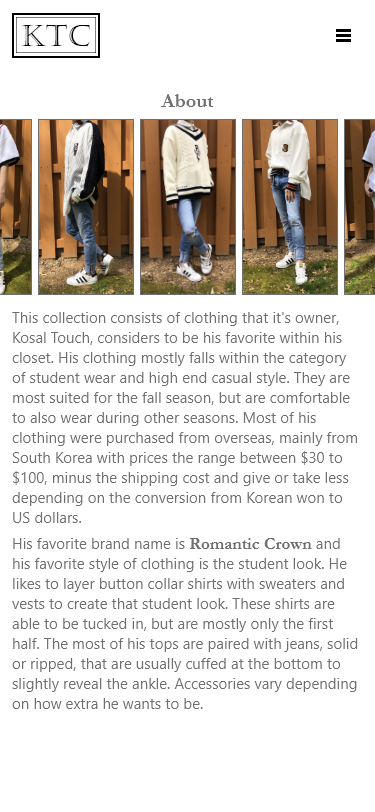 KTC
About
This collection consists of clothing that it's owner,
Kosal Touch, considers to be his favorite within his
closet. His clothing mostly falls within the category
of student wear and high end casual style. They are
most suited for the fall season, but are comfortable
to also wear during other seasons. Most of his
clothing were purchased from overseas, mainly from
South Korea with prices the range between $30 to
$100, minus the shipping cost and give or take less
depending on the conversion from Korean won to
US dollars.
His favorite brand name is Romantic Crown and
his favorite style of clothing is the student look. He
likes to layer button collar shirts with sweaters and
vests to create that student look. These shirts are
able to be tucked in, but are mostly only the first
half. The most of his tops are paired with jeans, solid
or ripped, that are usually cuffed at the bottom to
slightly reveal the ankle. Accessories vary depending
on how extra he wants to be.